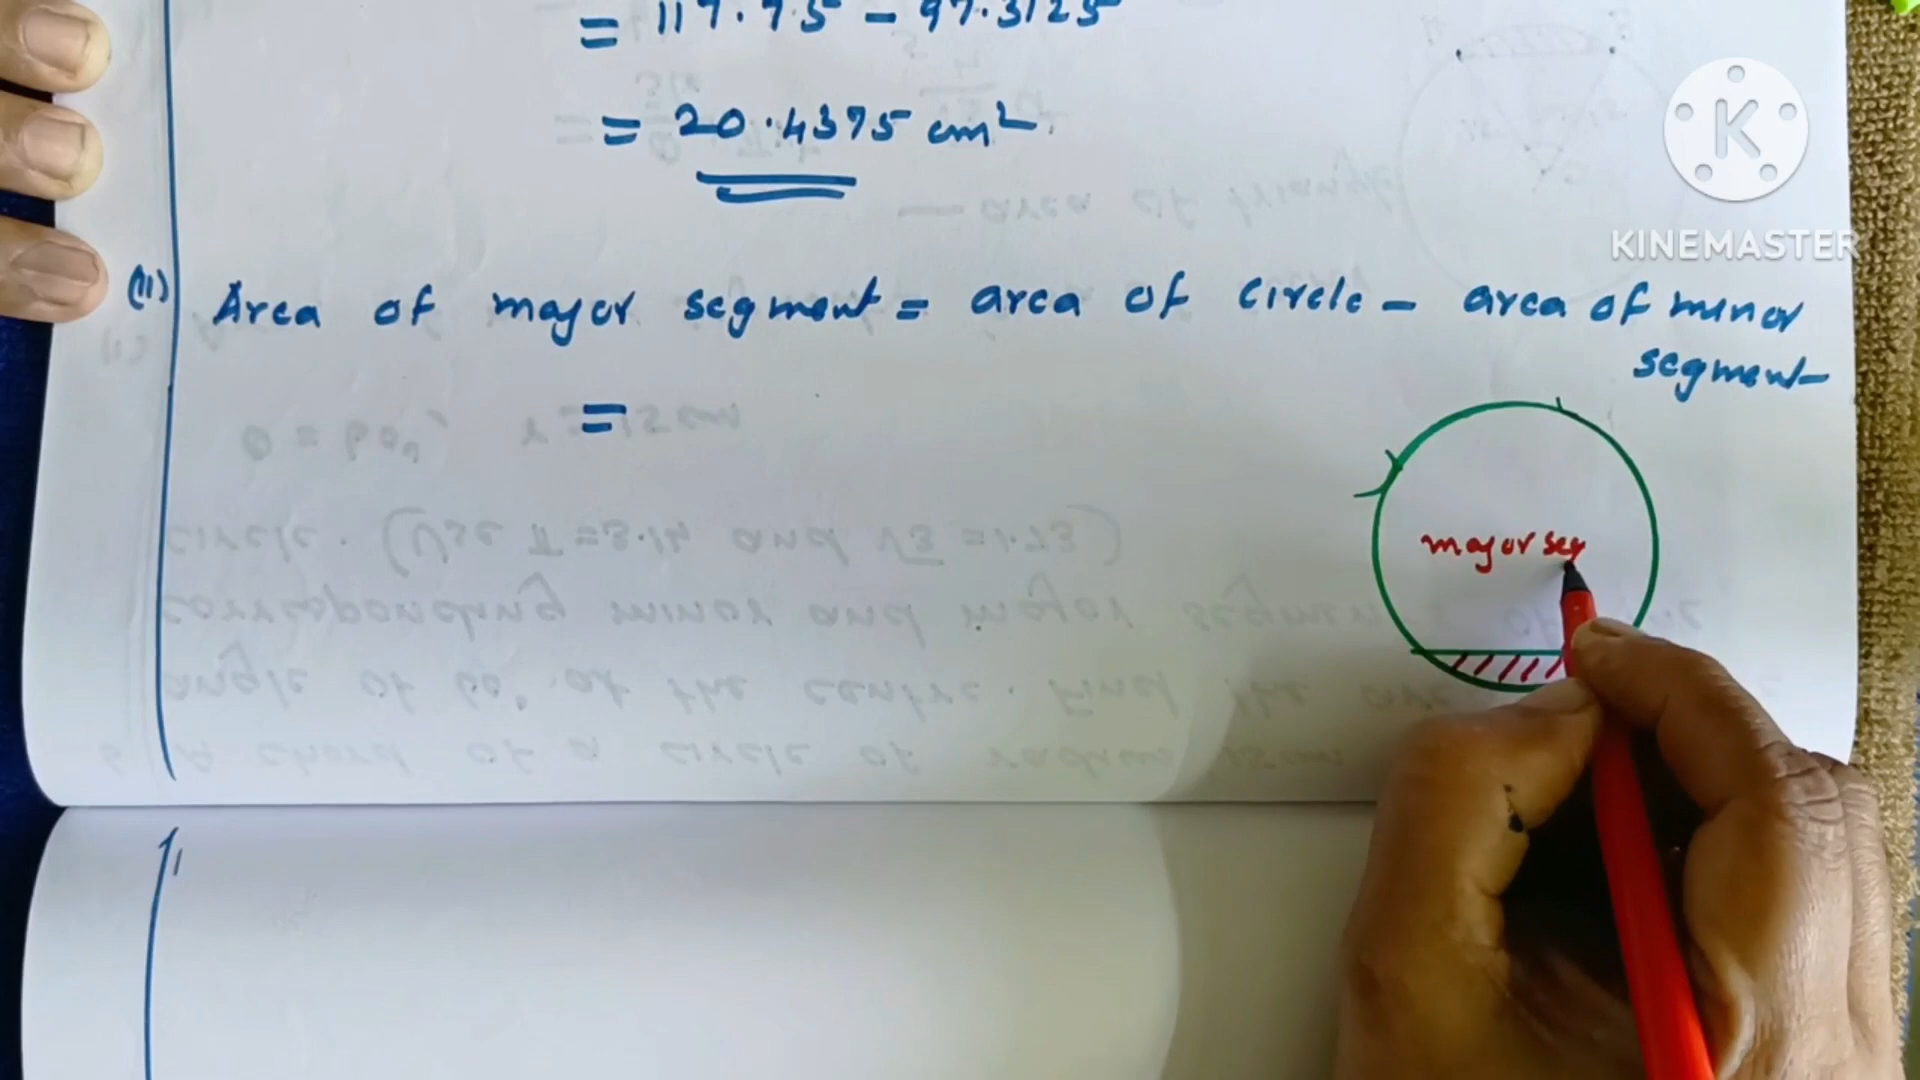 = 117.75 - 97.3125
= 20.4375 cm²
(ii) Area of major segment = area of circle - area of minor
segment
=
major seg
K
KINEMASTER